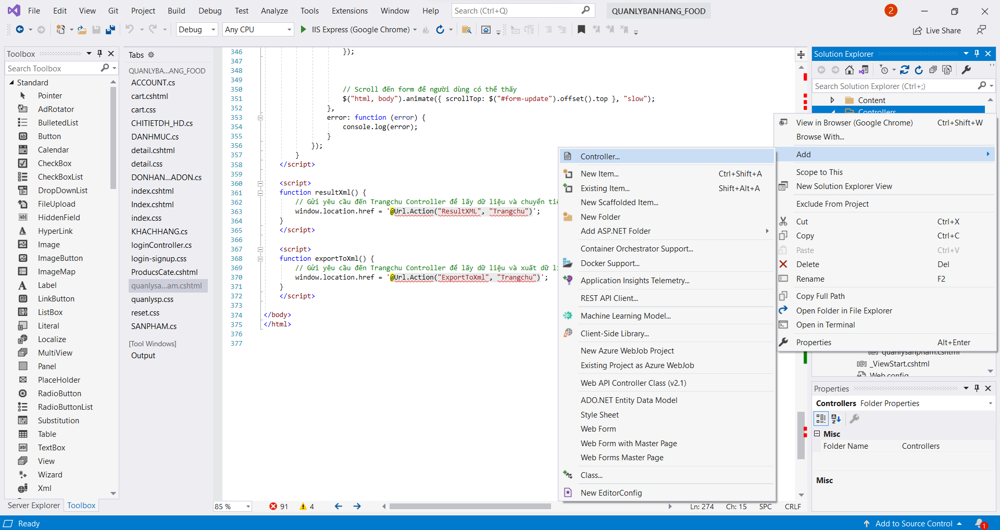 File Edit View Git Project Build Debug Test Analyze Tools Extensions Window Help Search (Ctrl+Q) QUANLYBANHANG_FOOD 2
Debug Any CPU IIS Express (Google Chrome) Live Share
Toolbox
Search Toolbox
Standard
Pointer
AdRotator
BulletedList
Button
Calendar
CheckBox
CheckBoxList
DropDownList
FileUpload
HiddenField
HyperLink
Image
ImageButton
ImageMap
Label
LinkButton
ListBox
Literal
Localize
MultiView
Panel
PlaceHolder
RadioButton
RadioButtonList
Substitution
Table
TextBox
View
Wizard
Xml
Server Explorer Toolbox
Tabs
QUANLYBA...ANG_FOOD
ACCOUNT.cs
cart.cshtml
cart.css
CHITIETDH_HD.cs
DANHMUC.cs
detail.cshtml
detail.css
DONHAN...ADON.cs
index.cshtml
Index.cshtml
index.css
KHACHHANG.cs
loginController.cs
login-signup.css
ProducsCate.cshtml
quanlysa...am.cshtml
quanlysp.css
reset.css
SANPHAM.cs
[Tool Windows]
Output
346 });
347
348
349
350 // Scroll đến form để người dùng có thể thấy
351 $("html, body").animate({ scrollTop: $("#form-update").offset().top }, "slow");
352 },
353 error: function (error) {
354 console.log(error);
355 }
356 });
357 }
358 </script>
359
360 <script>
361 function resultXml() {
362 // Gửi yêu cầu đến Trangchu Controller để lấy dữ liệu và chuyển tiế
363 window.location.href = '@Url.Action("ResultXML", "Trangchu")';
364 }
365 </script>
366
367 <script>
368 function exportToXml() {
369 // Gửi yêu cầu đến Trangchu Controller để lấy dữ liệu và xuất dữ li
370 window.location.href = '@Url.Action("ExportToXml", "Trangchu")';
371 }
372 </script>
373
374 </body>
375 </html>
376
377
85 % 91 4 Ln: 274 Ch: 15 SPC CRLF
Controller...
New Item... Ctrl+Shift+A
Existing Item... Shift+Alt+A
New Scaffolded Item...
New Folder
Add ASP.NET Folder
Container Orchestrator Support...
Docker Support...
Application Insights Telemetry...
REST API Client...
Machine Learning Model...
Client-Side Library...
New Azure WebJob Project
Existing Project as Azure WebJob
Web API Controller Class (v2.1)
ADO.NET Entity Data Model
Style Sheet
Web Form
Web Form with Master Page
Web Forms Master Page
Class...
New EditorConfig
Solution Explorer
Search Solution Explorer (Ctrl+;)
Content
Controllers
View in Browser (Google Chrome) Ctrl+Shift+W
Browse With...
Add
Scope to This
New Solution Explorer View
Exclude From Project
Cut Ctrl+X
Copy Ctrl+C
Paste Ctrl+V
Delete Del
Rename F2
Copy Full Path
Open Folder in File Explorer
Open in Terminal
Properties Alt+Enter
quanlysanpham.cshtml
_ViewStart.cshtml
Web.config
Properties
Controllers Folder Properties
Misc
Folder Name Controllers
Misc
Ready Add to Source Control 1